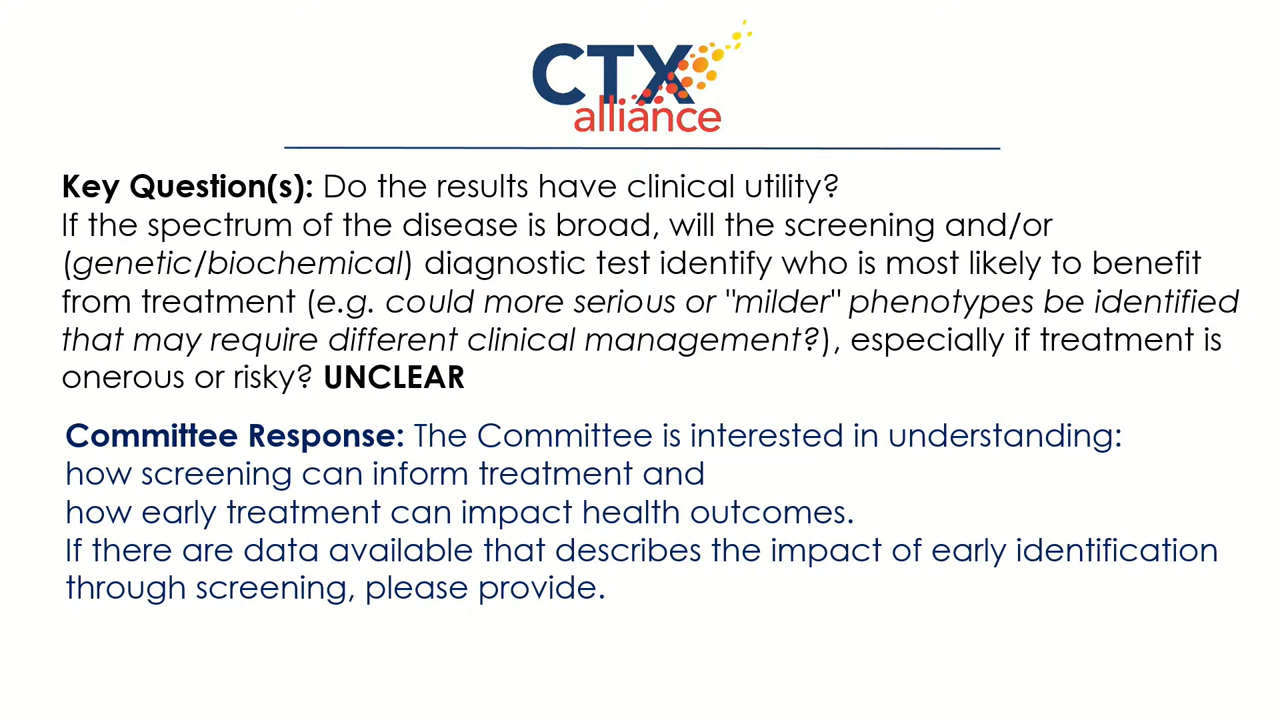 CTX
alliance
Key Question(s): Do the results have clinical utility?
If the spectrum of the disease is broad, will the screening and/or
(genetic/biochemical) diagnostic test identify who is most likely to benefit
from treatment (e.g. could more serious or "milder" phenotypes be identified
that may require different clinical management?), especially if treatment is
onerous or risky? UNCLEAR
Committee Response: The Committee is interested in understanding:
how screening can inform treatment and
how early treatment can impact health outcomes.
If there are data available that describes the impact of early identification
through screening, please provide.